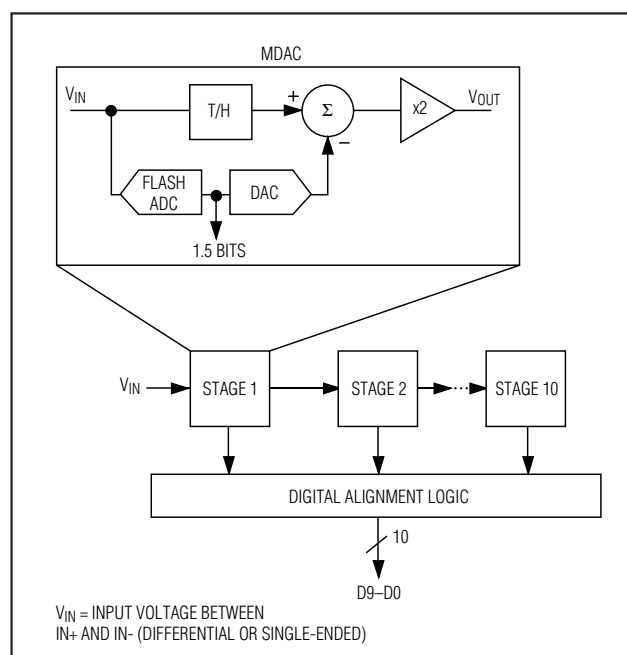 MDAC
VIN
T/H
+
Σ
−
x2
VOUT
FLASH
ADC
DAC
1.5 BITS
VIN
STAGE 1
STAGE 2
...
STAGE 10
DIGITAL ALIGNMENT LOGIC
10
D9–D0
VIN = INPUT VOLTAGE BETWEEN
IN+ AND IN- (DIFFERENTIAL OR SINGLE-ENDED)